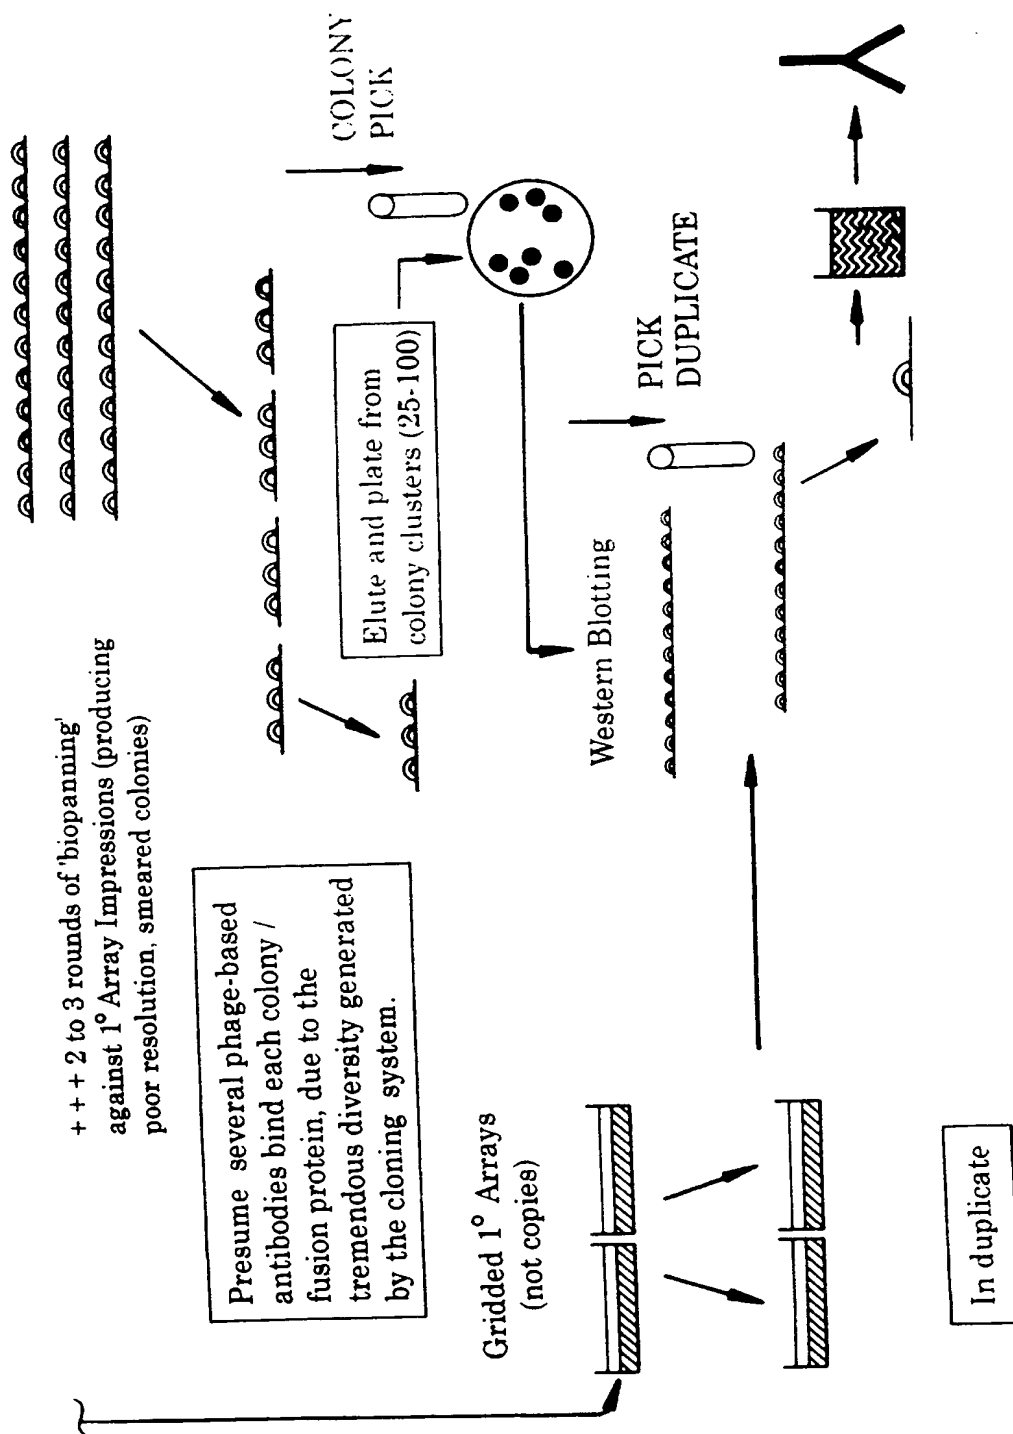 + + + 2 to 3 rounds of 'biopanning'
against 1° Array Impressions (producing
poor resolution, smeared colonies)
Presume several phage-based
antibodies bind each colony /
fusion protein, due to the
tremendous diversity generated
by the cloning system.
Elute and plate from
colony clusters (25-100)
COLONY
PICK
Gridded 1° Arrays
(not copies)
Western Blotting
PICK
DUPLICATE
In duplicate